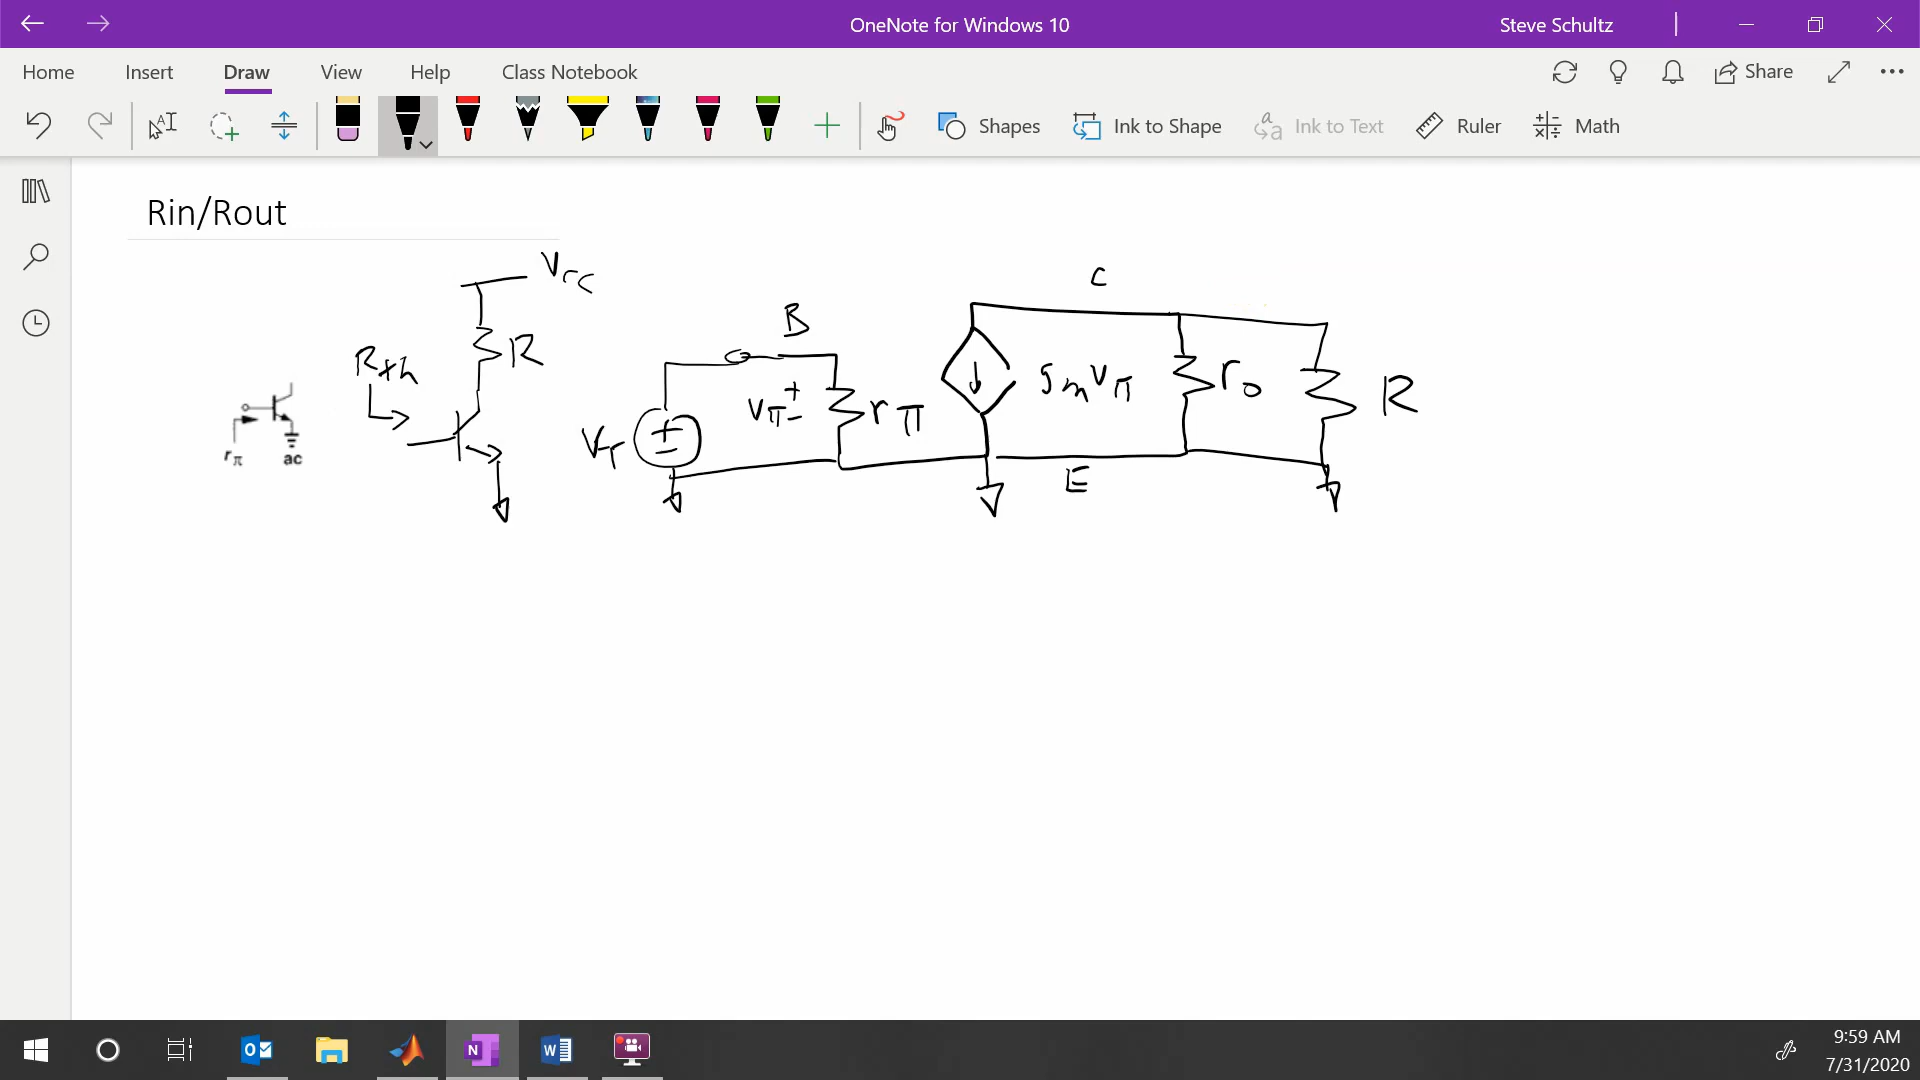 OneNote for Windows 10
Steve Schultz
Home Insert Draw View Help Class Notebook
Share
Shapes
Ink to Shape
Ink to Text
Ruler
Math
Rin/Rout
Vcc
R
Rth
rπ
ac
VT
B
vπ
+
-
rπ
C
gmvπ
ro
R
E
9:59 AM
7/31/2020